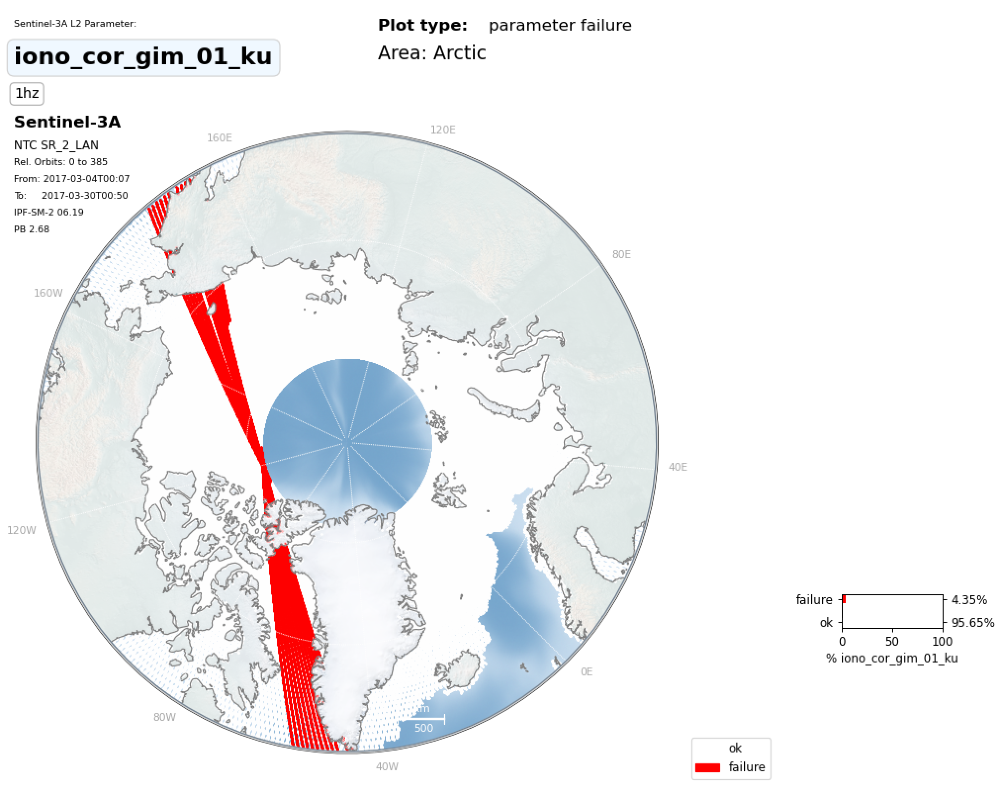 Sentinel-3A L2 Parameter:
iono_cor_gim_01_ku
1hz
Plot type: parameter failure
Area: Arctic
Sentinel-3A
NTC SR_2_LAN
Rel. Orbits: 0 to 385
From: 2017-03-04T00:07
To: 2017-03-30T00:50
IPF-SM-2 06.19
PB 2.68
160E
120E
80E
160W
40E
120W
0E
80W
40W
500
failure
4.35%
ok
95.65%
0 50 100
% iono_cor_gim_01_ku
ok
failure